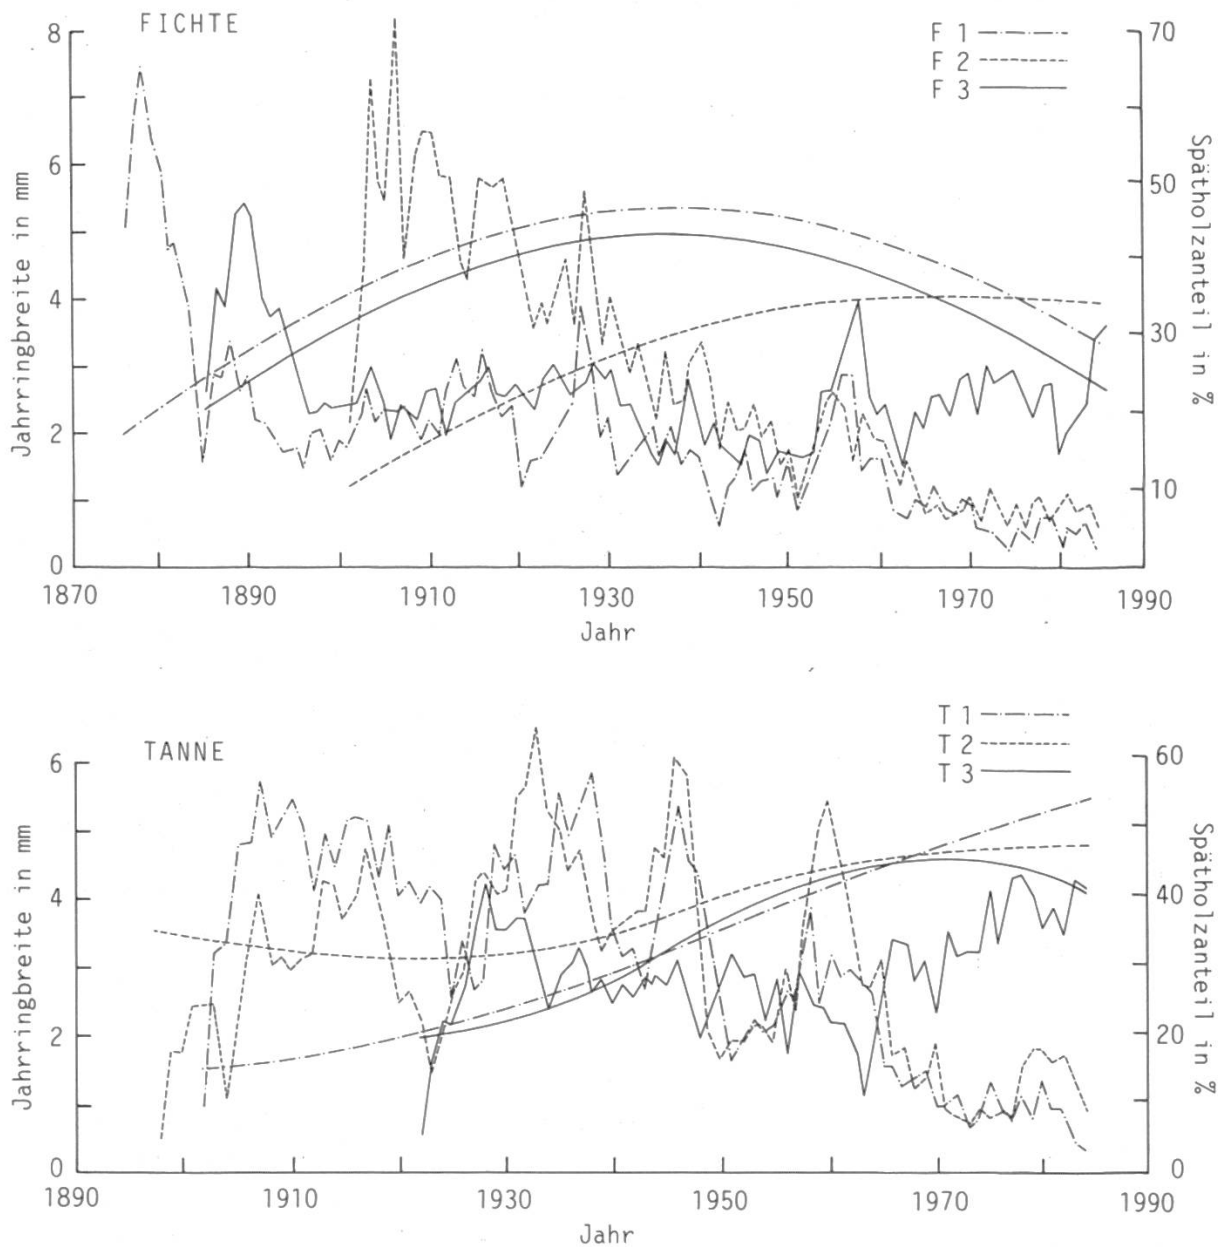 FICHTE
F 1
F 2
F 3
8
6
4
2
0
Jahrringbreite in mm
70
50
30
10
Spätholzanteil in %
1870 1890 1910 1930 1950 1970 1990
Jahr
TANNE
T 1
T 2
T 3
6
4
2
0
Jahrringbreite in mm
60
40
20
0
Spätholzanteil in %
1890 1910 1930 1950 1970 1990
Jahr